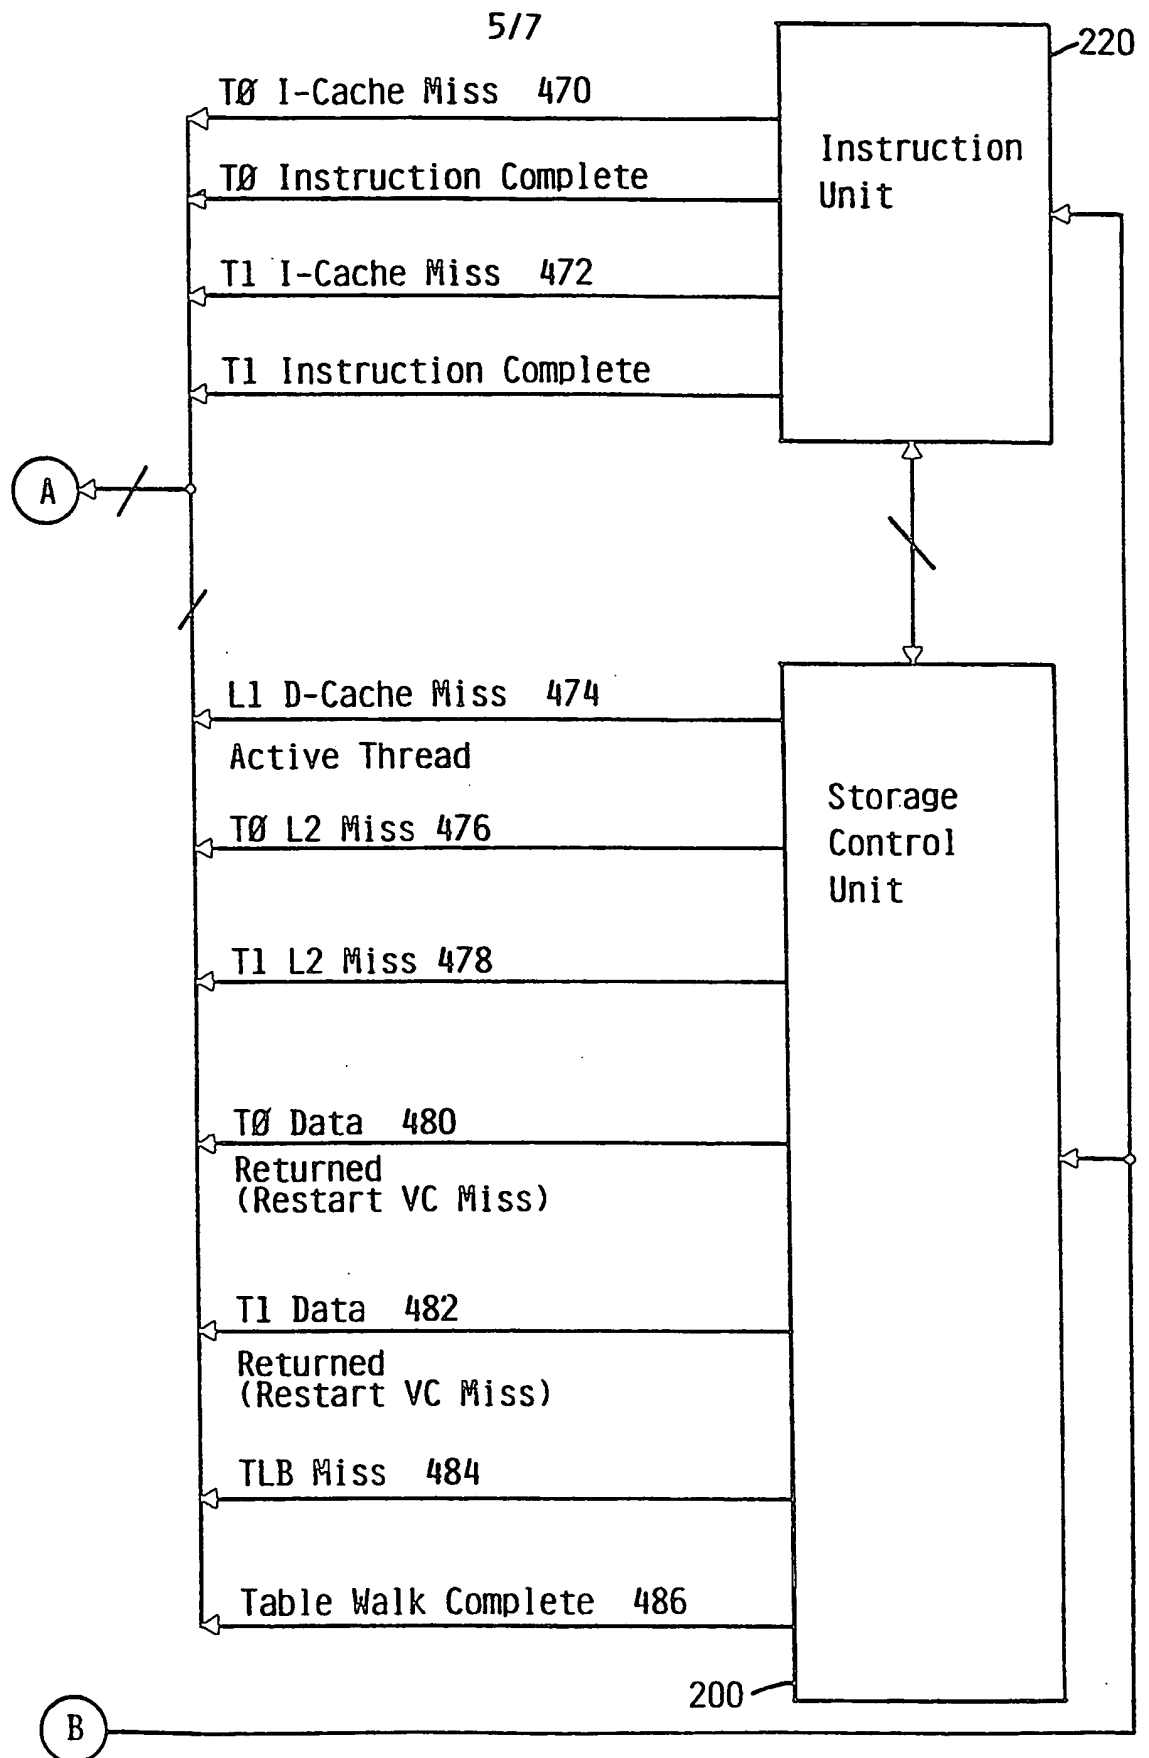 5/7
220
TØ I-Cache Miss 470
Instruction
Unit
TØ Instruction Complete
T1 I-Cache Miss 472
T1 Instruction Complete
A
L1 D-Cache Miss 474
Active Thread
Storage
Control
Unit
TØ L2 Miss 476
T1 L2 Miss 478
TØ Data 480
Returned
(Restart VC Miss)
T1 Data 482
Returned
(Restart VC Miss)
TLB Miss 484
Table Walk Complete 486
200
B